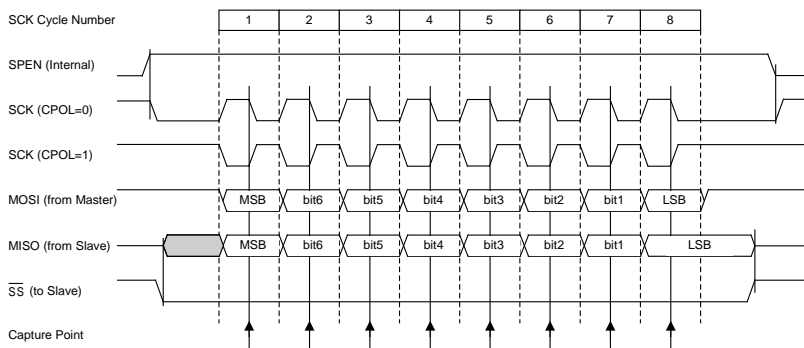 SCK Cycle Number 1 2 3 4 5 6 7 8
SPEN (Internal)
SCK (CPOL=0)
SCK (CPOL=1)
MOSI (from Master) MSB bit6 bit5 bit4 bit3 bit2 bit1 LSB
MISO (from Slave) MSB bit6 bit5 bit4 bit3 bit2 bit1 LSB
SS (to Slave)
Capture Point